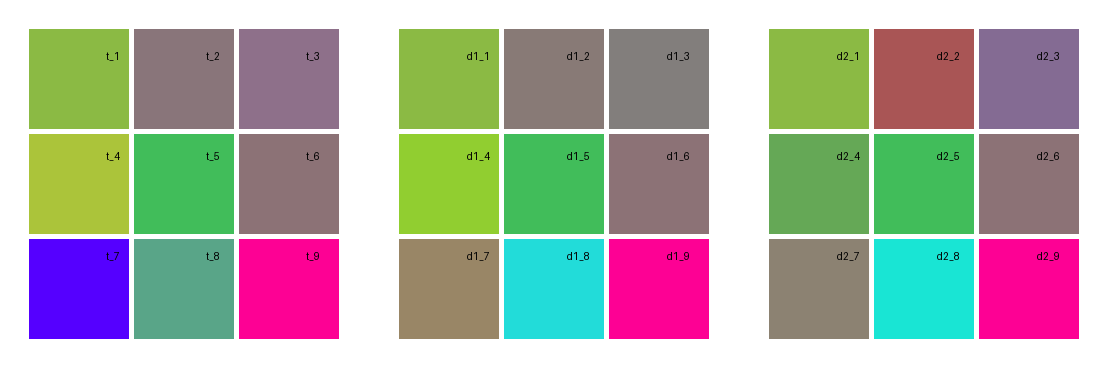 t_1 t_2 t_3 d1_1 d1_2 d1_3 d2_1 d2_2 d2_3
t_4 t_5 t_6 d1_4 d1_5 d1_6 d2_4 d2_5 d2_6
t_7 t_8 t_9 d1_7 d1_8 d1_9 d2_7 d2_8 d2_9